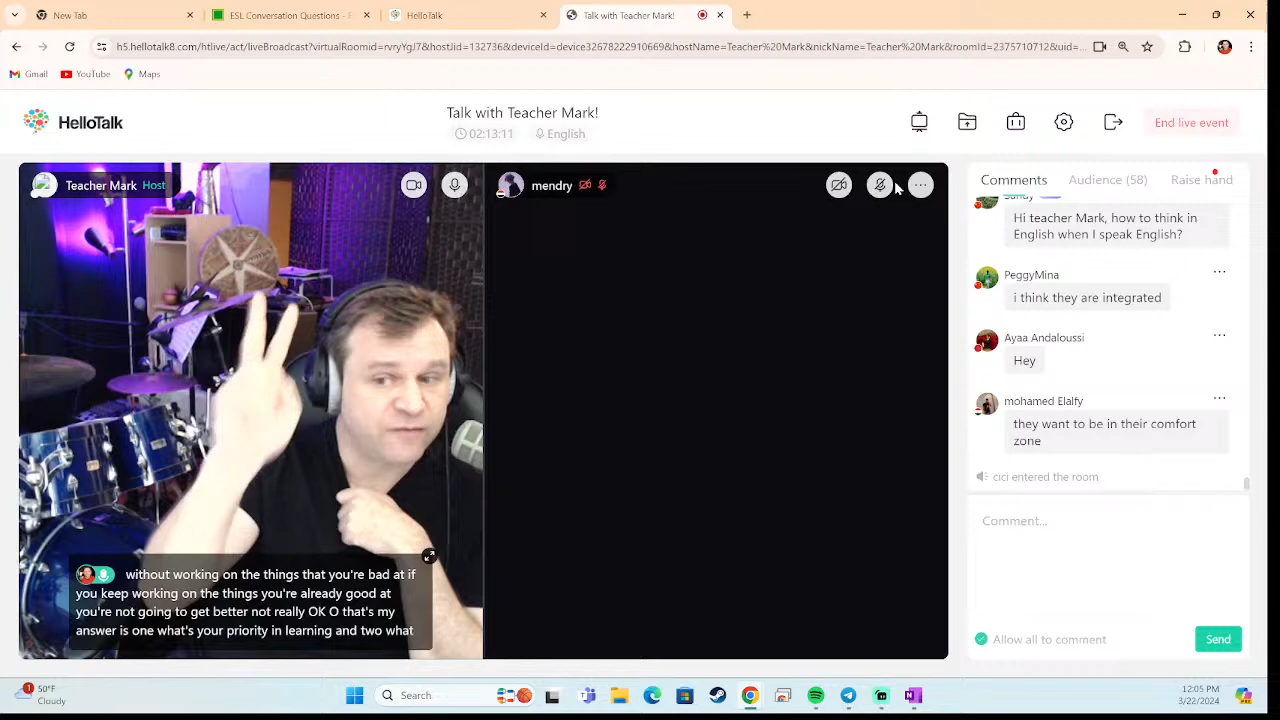 New Tab
ESL Conversation Questions - F
HelloTalk
Talk with Teacher Mark!
h5.hellotalk8.com/htlive/act/liveBroadcast?virtualRoomid=rvryYgJ7&hostId=132736&deviceId=device32678222910669&hostName=Teacher%20Mark&nickName=Teacher%20Mark&roomId=2375710712&uid=...
Gmail
YouTube
Maps
HelloTalk
Talk with Teacher Mark!
02:13:11
English
End live event
Teacher Mark Host
mendry
Comments
Audience (58)
Raise hand
Sandy
Hi teacher Mark, how to think in
English when I speak English?
PeggyMina
i think they are integrated
Ayaa Andaloussi
Hey
mohamed Elalfy
they want to be in their comfort
zone
cici entered the room
Comment...
Allow all to comment
Send
without working on the things that you're bad at if
you keep working on the things you're already good at
you're not going to get better not really OK O that's my
answer is one what's your priority in learning and two what
1
50°F
Cloudy
Search
12:05 PM
3/22/2024